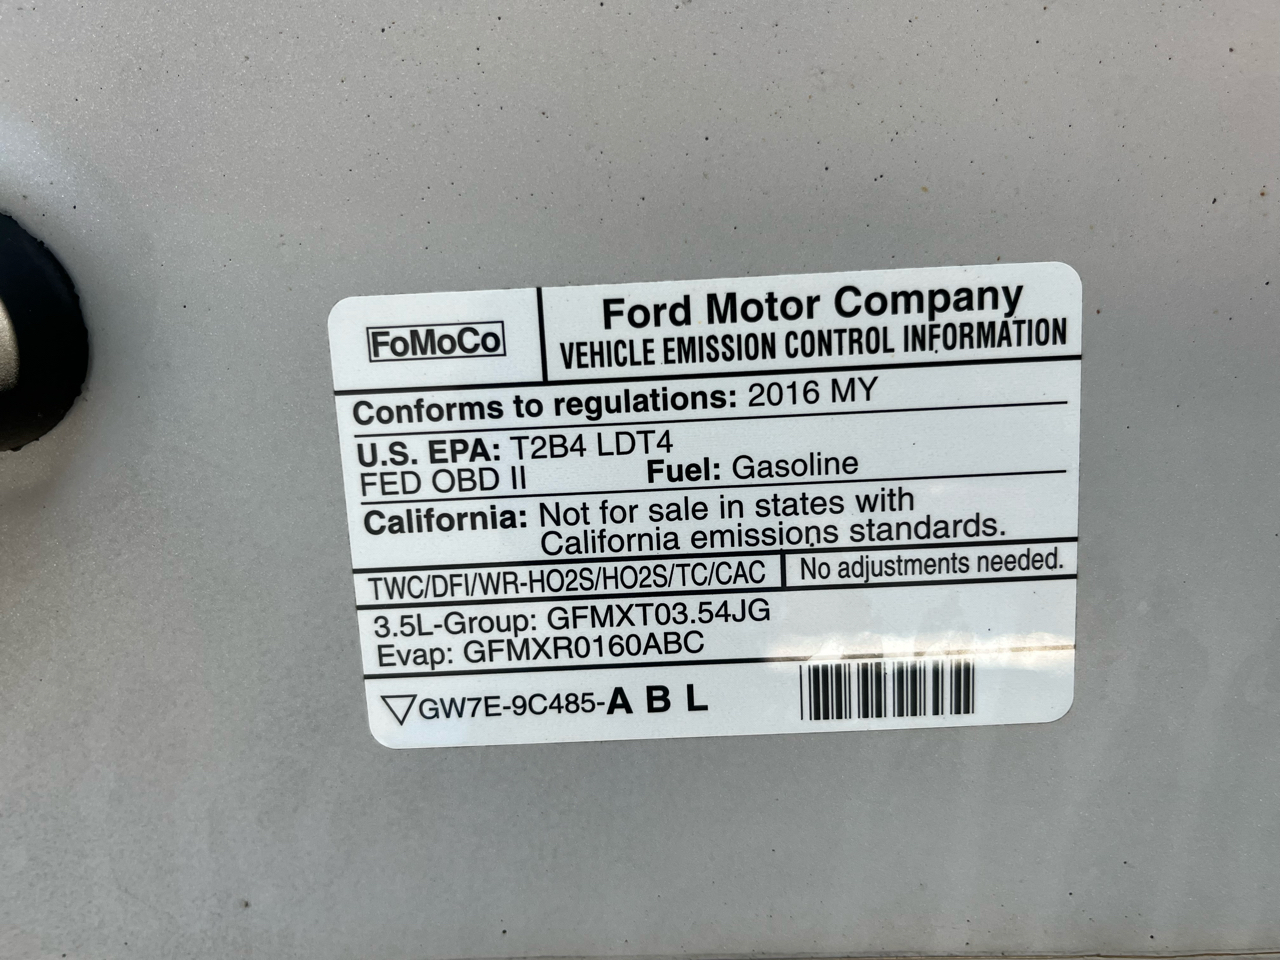 FoMoCo
Ford Motor Company
VEHICLE EMISSION CONTROL INFORMATION
Conforms to regulations: 2016 MY
U.S. EPA: T2B4 LDT4
FED OBD II Fuel: Gasoline
California: Not for sale in states with
California emissions standards.
TWC/DFI/WR-HO2S/HO2S/TC/CAC No adjustments needed.
3.5L-Group: GFMXT03.54JG
Evap: GFMXR0160ABC
▽GW7E-9C485-A B L